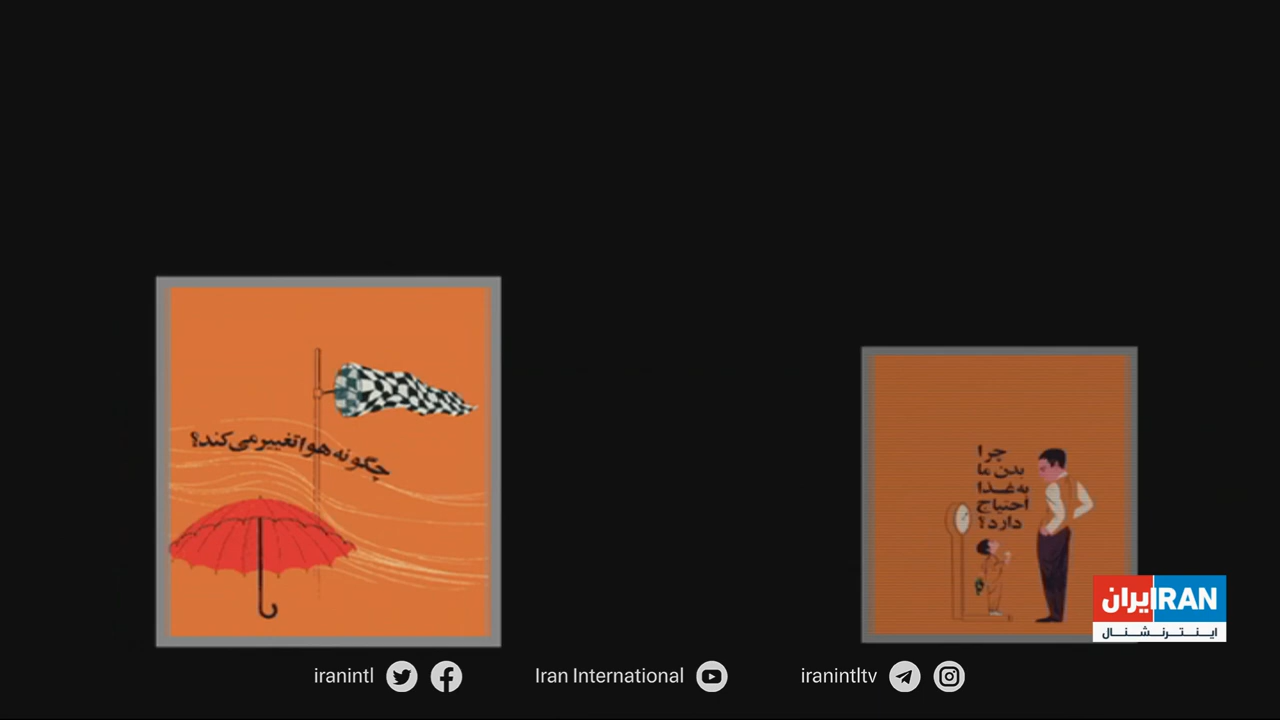 چگونه هوا تغییر می‌کند؟
چرا
بدن ما
به غذا
احتیاج
دارد؟
ایران IRAN
اینترنشنال
iranintl
Iran International
iranintltv